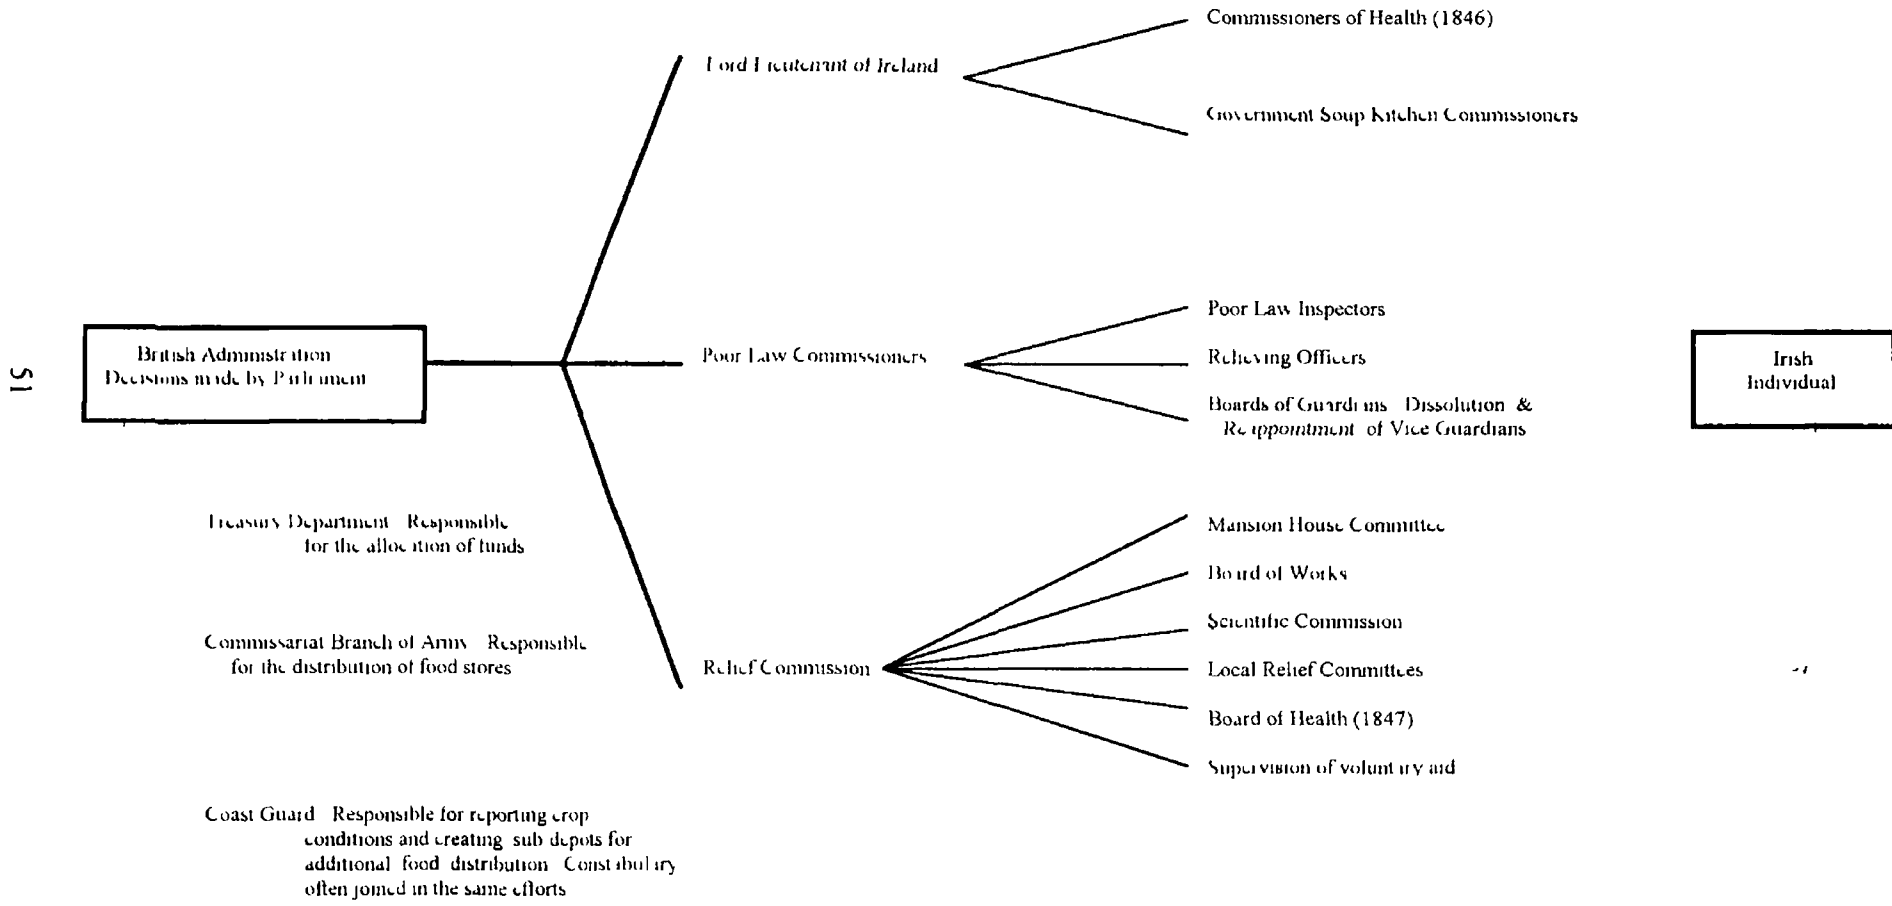 Commissioners of Health (1846)
Lord Lieutenant of Ireland
Government Soup Kitchen Commissioners
Poor Law Inspectors
British Administration
Decisions made by Parliament
Poor Law Commissioners
Relieving Officers
Irish
Individual
51
Boards of Guardians Dissolution &
Reappointment of Vice Guardians
Treasury Department Responsible
for the allocation of funds
Mansion House Committee
Board of Works
Scientific Commission
Commissariat Branch of Army Responsible
for the distribution of food stores
Relief Commission
Local Relief Committees
Board of Health (1847)
Supervision of voluntary aid
Coast Guard Responsible for reporting crop
conditions and creating sub depots for
additional food distribution Constabulary
often joined in the same efforts